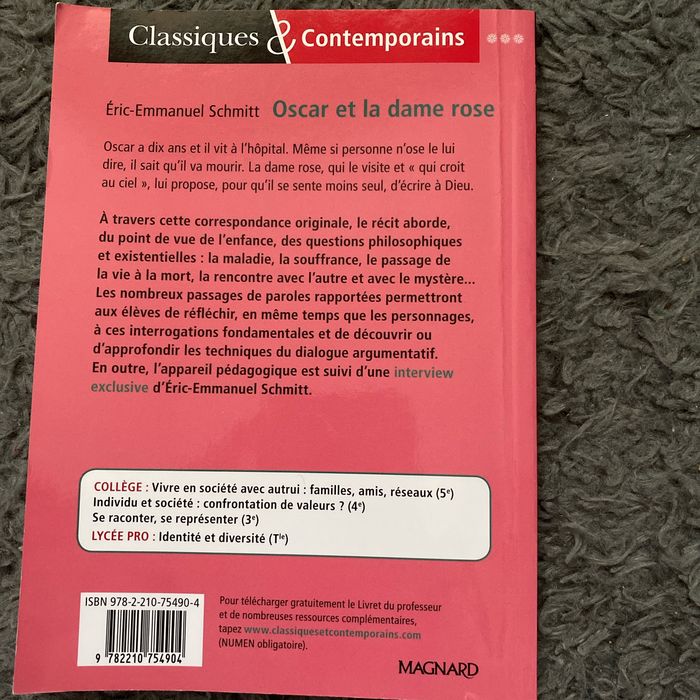 Classiques & Contemporains ***
Éric-Emmanuel Schmitt Oscar et la dame rose
Oscar a dix ans et il vit à l'hôpital. Même si personne n'ose le lui
dire, il sait qu'il va mourir. La dame rose, qui le visite et « qui croit
au ciel », lui propose, pour qu'il se sente moins seul, d'écrire à Dieu.
À travers cette correspondance originale, le récit aborde,
du point de vue de l'enfance, des questions philosophiques
et existentielles : la maladie, la souffrance, le passage de
la vie à la mort, la rencontre avec l'autre et avec le mystère...
Les nombreux passages de paroles rapportées permettront
aux élèves de réfléchir, en même temps que les personnages,
à ces interrogations fondamentales et de découvrir ou
d'approfondir les techniques du dialogue argumentatif.
En outre, l'appareil pédagogique est suivi d'une interview
exclusive d'Éric-Emmanuel Schmitt.
COLLÈGE : Vivre en société avec autrui : familles, amis, réseaux (5e)
Individu et société : confrontation de valeurs ? (4e)
Se raconter, se représenter (3e)
LYCÉE PRO : Identité et diversité (Tle)
ISBN 978-2-210-75490-4
9 782210 754904
Pour télécharger gratuitement le Livret du professeur
et de nombreuses ressources complémentaires,
tapez www.classiquesetcontemporains.com
(NUMEN obligatoire).
MAGNARD